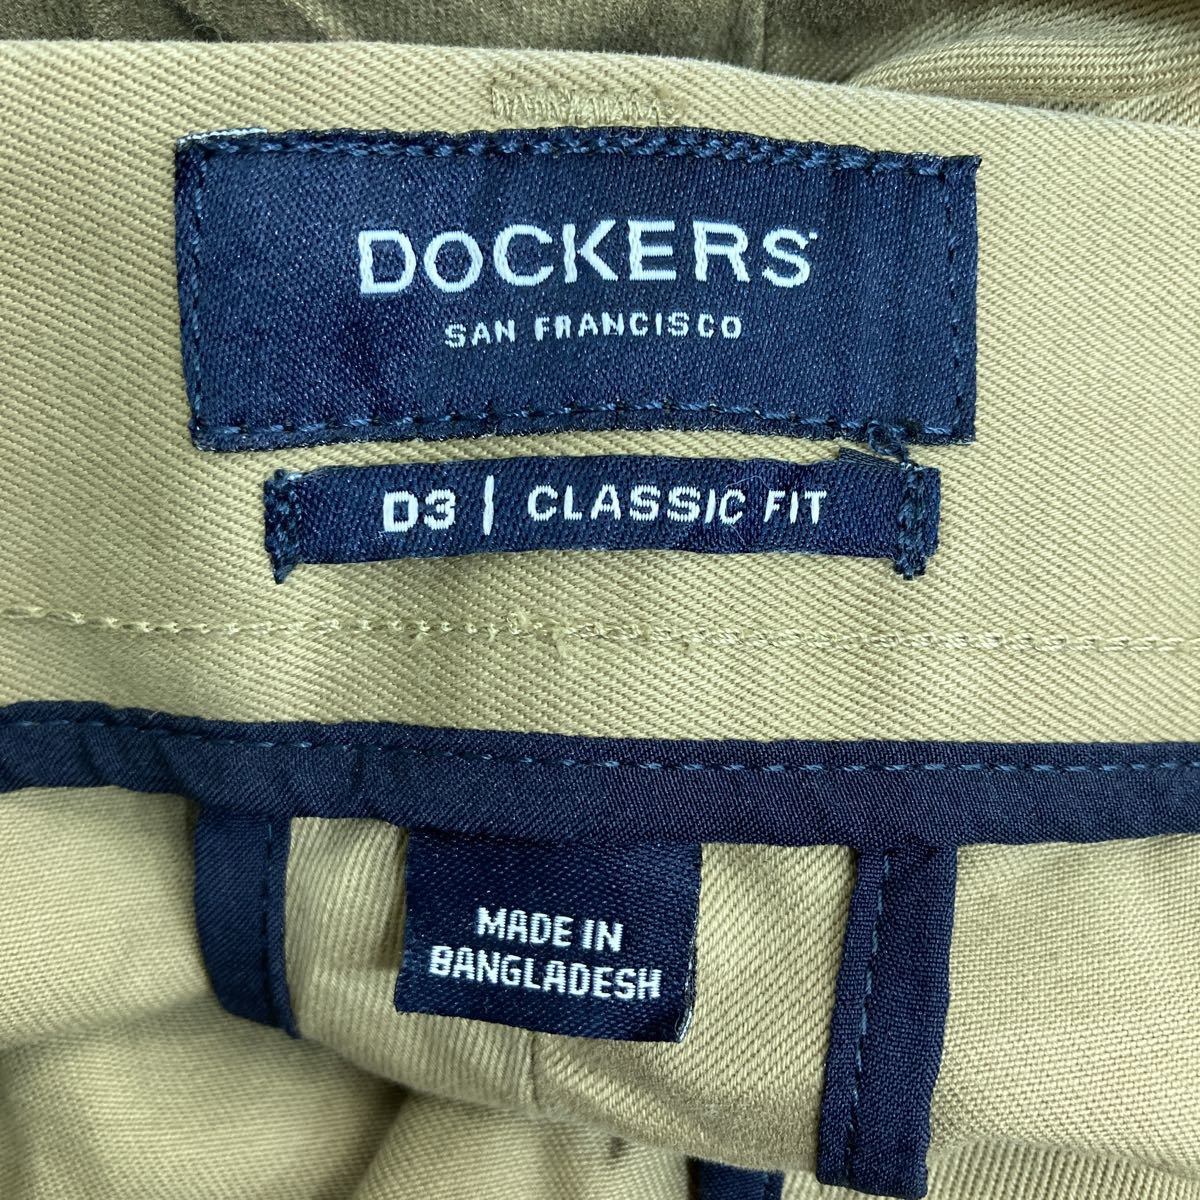 DOCKERS
SAN FRANCISCO
D3 | CLASSIC FIT
MADE IN
BANGLADESH